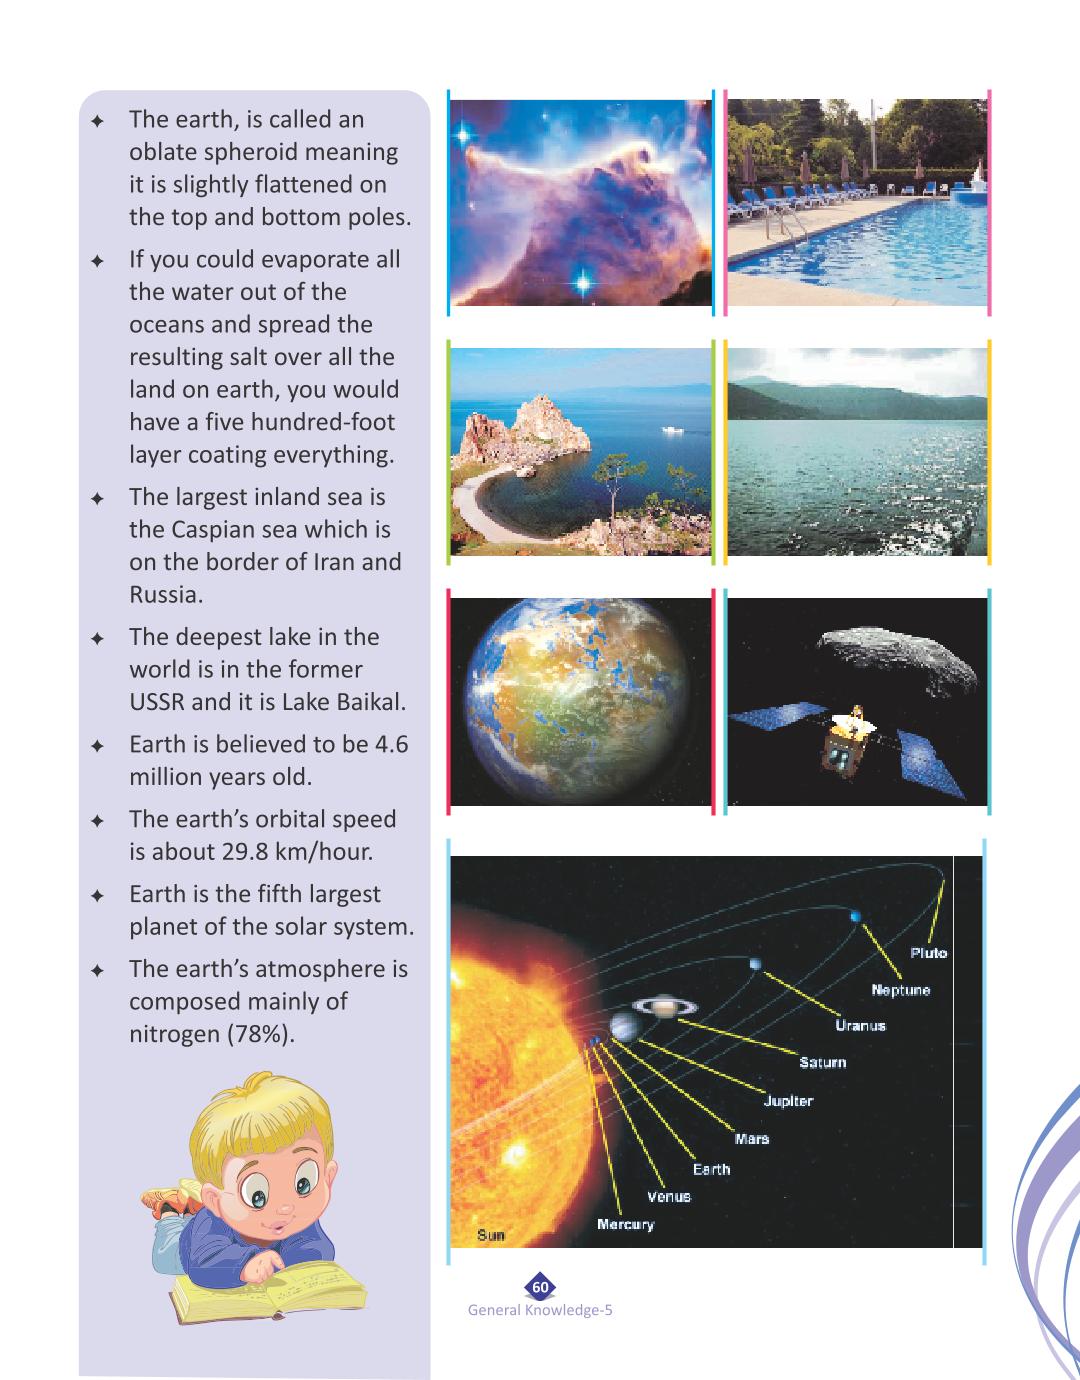 ✦ The earth, is called an
oblate spheroid meaning
it is slightly flattened on
the top and bottom poles.
✦ If you could evaporate all
the water out of the
oceans and spread the
resulting salt over all the
land on earth, you would
have a five hundred-foot
layer coating everything.
✦ The largest inland sea is
the Caspian sea which is
on the border of Iran and
Russia.
✦ The deepest lake in the
world is in the former
USSR and it is Lake Baikal.
✦ Earth is believed to be 4.6
million years old.
✦ The earth’s orbital speed
is about 29.8 km/hour.
✦ Earth is the fifth largest
planet of the solar system.
✦ The earth’s atmosphere is
composed mainly of
nitrogen (78%).
Pluto
Neptune
Uranus
Saturn
Jupiter
Mars
Earth
Venus
Mercury
Sun
60
General Knowledge-5